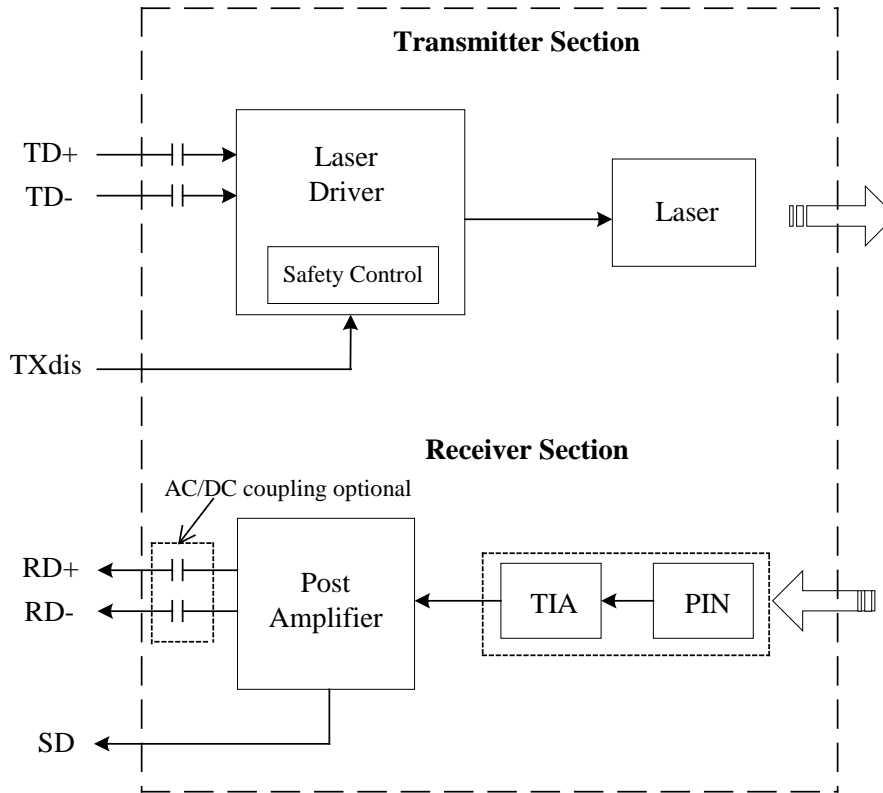 Transmitter Section
TD+
TD-
Laser
Driver
Safety Control
Laser
TXdis
Receiver Section
AC/DC coupling optional
RD+
RD-
Post
Amplifier
TIA
PIN
SD